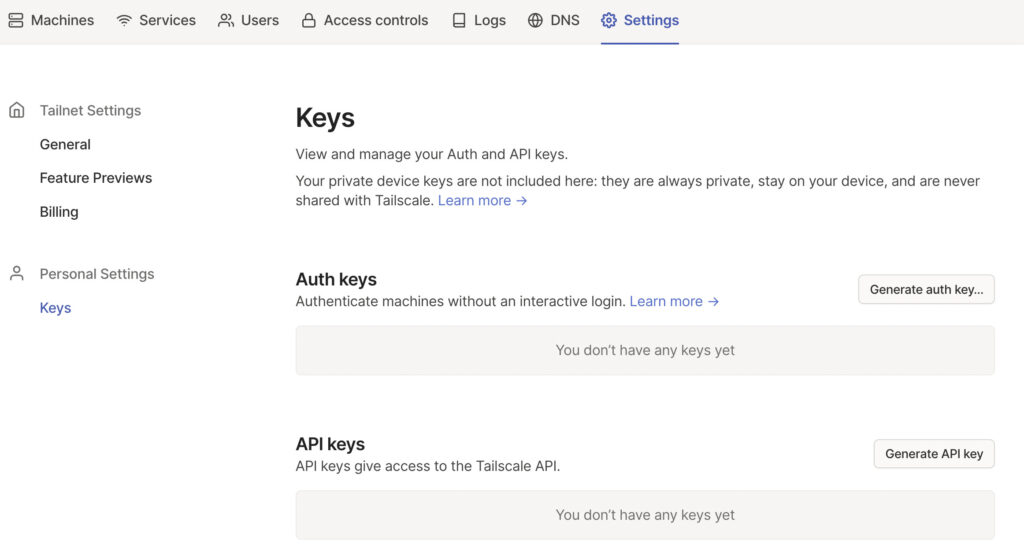 Machines Services Users Access controls Logs DNS Settings
Tailnet Settings
General
Feature Previews
Billing
Personal Settings
Keys
Keys
View and manage your Auth and API keys.
Your private device keys are not included here: they are always private, stay on your device, and are never
shared with Tailscale. Learn more →
Auth keys
Authenticate machines without an interactive login. Learn more →
Generate auth key...
You don’t have any keys yet
API keys
API keys give access to the Tailscale API.
Generate API key
You don’t have any keys yet